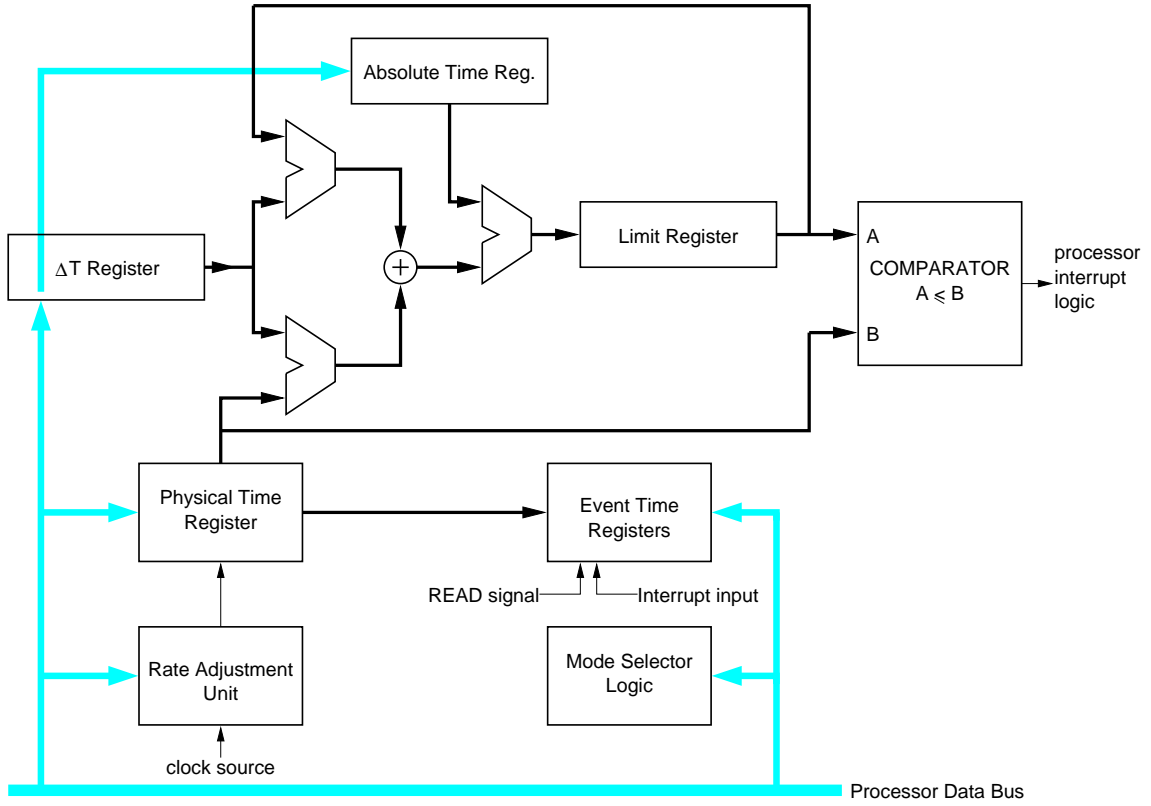 Absolute Time Reg.
ΔT Register
+
Limit Register
A
COMPARATOR
A ⩽ B
B
processor
interrupt
logic
Physical Time
Register
Event Time
Registers
READ signal
Interrupt input
Rate Adjustment
Unit
Mode Selector
Logic
clock source
Processor Data Bus